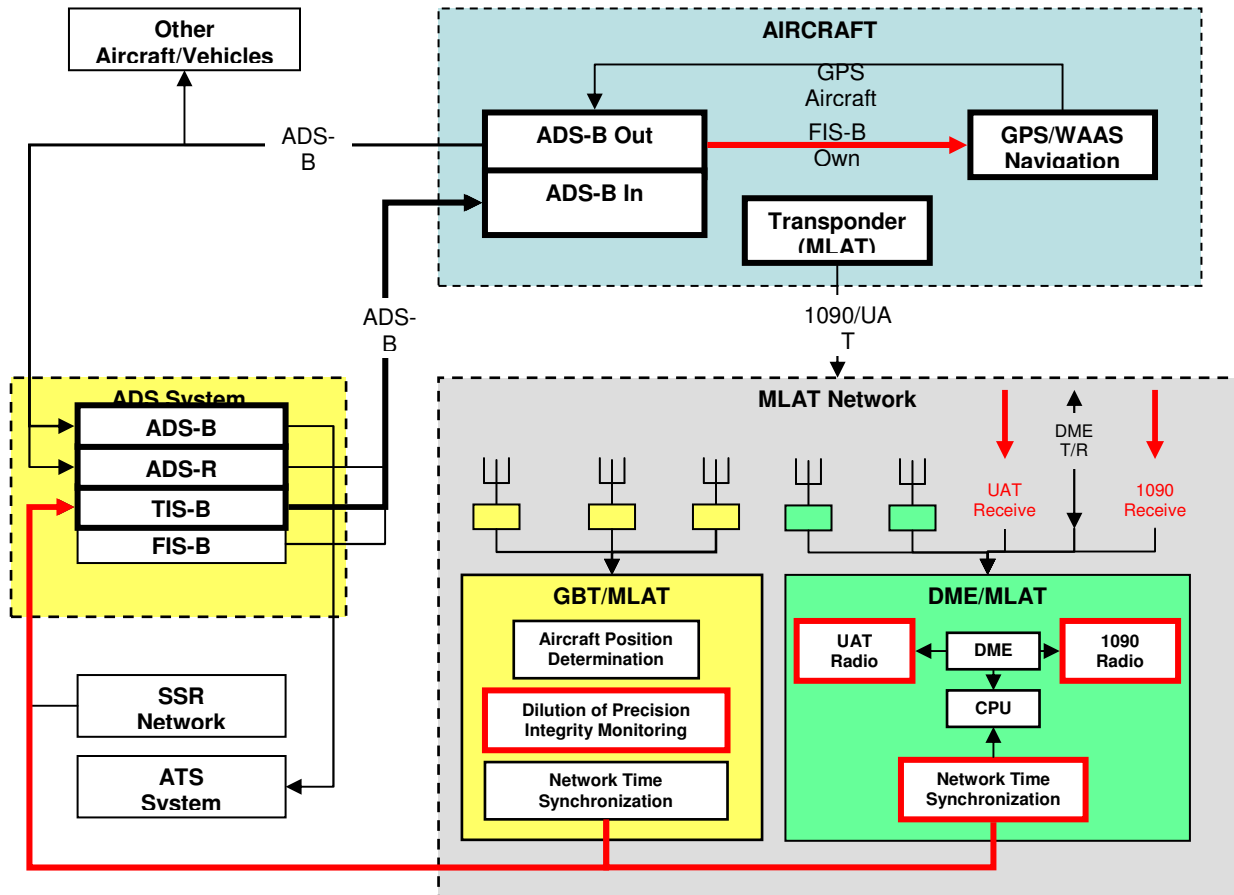 Other
Aircraft/Vehicles
AIRCRAFT
GPS
Aircraft
ADS-B Out
FIS-B
Own
GPS/WAAS
Navigation
ADS-
B
ADS-B In
Transponder
(MLAT)
ADS-
B
1090/UA
T
ADS System
ADS-B
ADS-R
TIS-B
FIS-B
MLAT Network
DME
T/R
UAT
Receive
1090
Receive
GBT/MLAT
Aircraft Position
Determination
Dilution of Precision
Integrity Monitoring
Network Time
Synchronization
DME/MLAT
UAT
Radio
DME
1090
Radio
CPU
Network Time
Synchronization
SSR
Network
ATS
System